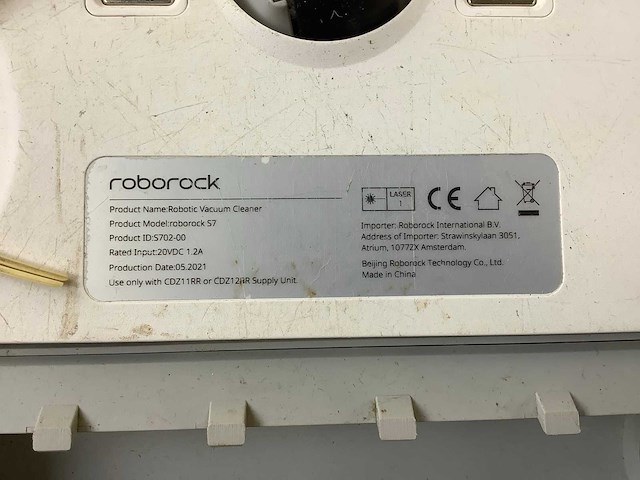 roborock
Product Name:Robotic Vacuum Cleaner
Product Model:roborock S7
Product ID:S702-00
Rated Input:20VDC 1.2A
Production Date:05.2021
Use only with CDZ11RR or CDZ12RR Supply Unit
LASER
1
CE
Importer: Roborock International B.V.
Address of Importer: Strawinskylaan 3051,
Atrium, 1077ZX Amsterdam.
Beijing Roborock Technology Co., Ltd.
Made in China